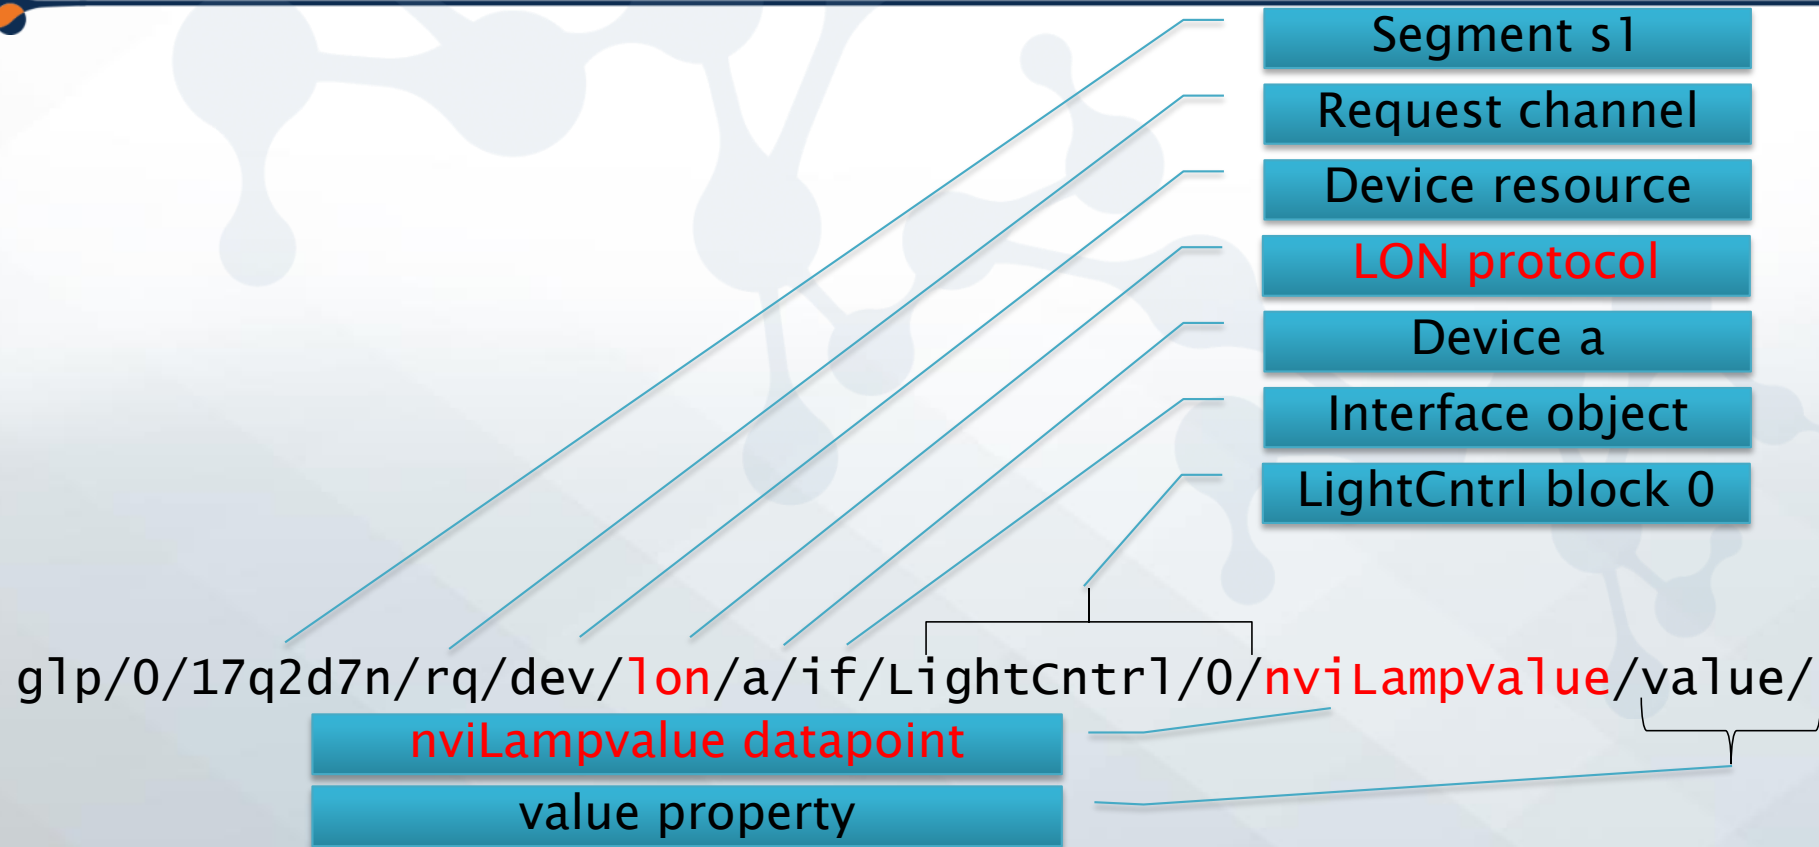 Segment s1
Request channel
Device resource
LON protocol
Device a
Interface object
LightCntrl block 0
glp/0/17q2d7n/rq/dev/lon/a/if/LightCntrl/0/nviLampValue/value/
nviLampvalue datapoint
value property